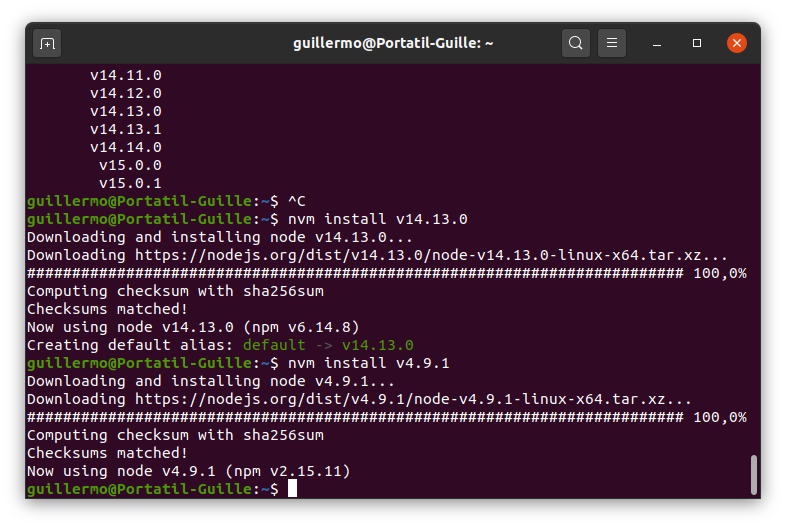 guillermo@Portatil-Guille: ~
v14.11.0
v14.12.0
v14.13.0
v14.13.1
v14.14.0
v15.0.0
v15.0.1
guillermo@Portatil-Guille:~$ ^C
guillermo@Portatil-Guille:~$ nvm install v14.13.0
Downloading and installing node v14.13.0...
Downloading https://nodejs.org/dist/v14.13.0/node-v14.13.0-linux-x64.tar.xz...
######################################################################### 100,0%
Computing checksum with sha256sum
Checksums matched!
Now using node v14.13.0 (npm v6.14.8)
Creating default alias: default -> v14.13.0
guillermo@Portatil-Guille:~$ nvm install v4.9.1
Downloading and installing node v4.9.1...
Downloading https://nodejs.org/dist/v4.9.1/node-v4.9.1-linux-x64.tar.xz...
######################################################################### 100,0%
Computing checksum with sha256sum
Checksums matched!
Now using node v4.9.1 (npm v2.15.11)
guillermo@Portatil-Guille:~$